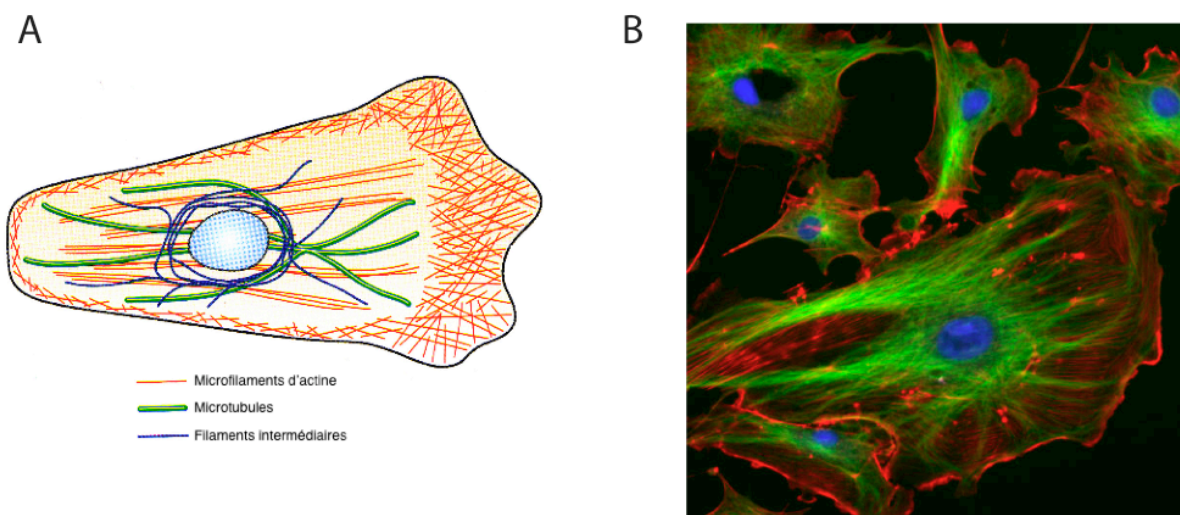 A
B
Microfilaments d'actine
Microtubules
Filaments intermédiaires